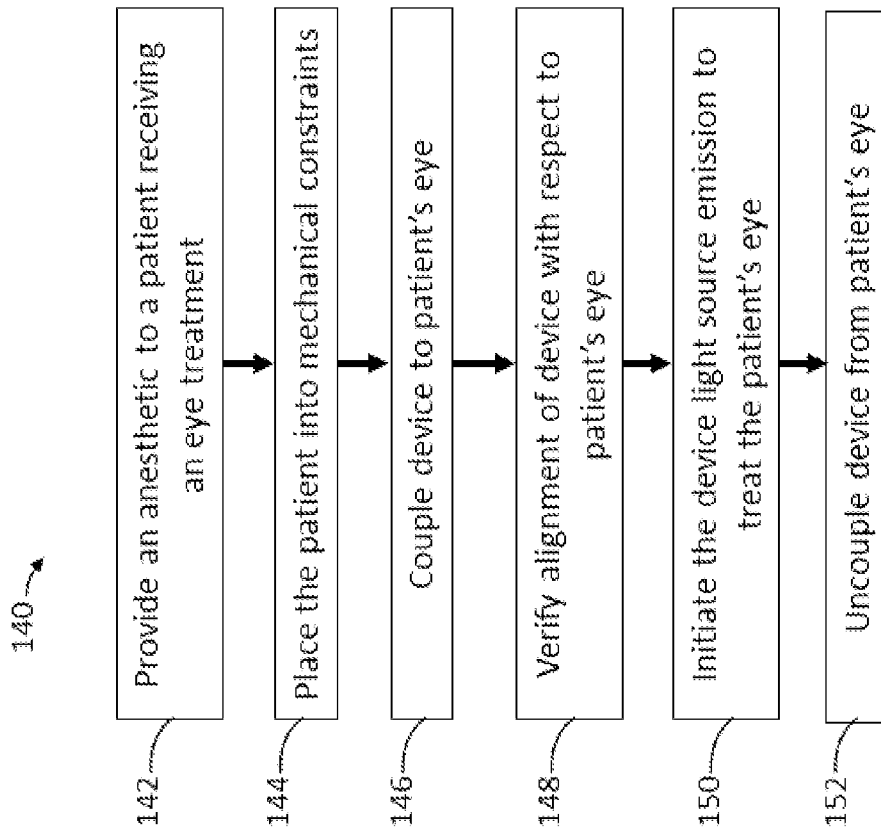 140
142
Provide an anesthetic to a patient receiving
an eye treatment
144
Place the patient into mechanical constraints
146
Couple device to patient's eye
148
Verify alignment of device with respect to
patient's eye
150
Initiate the device light source emission to
treat the patient's eye
152
Uncouple device from patient's eye